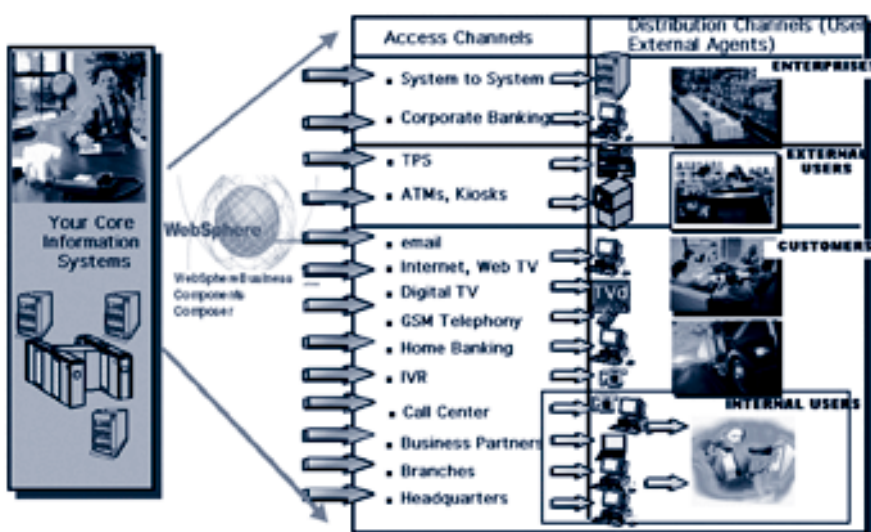 Your Core
Information
Systems
WebSphere
WebSphere Business
Components
Composer
Access Channels
Distribution Channels (User
External Agents)
System to System
Corporate Banking
TPS
ATMs, Kiosks
email
Internet, Web TV
Digital TV
GSM Telephony
Home Banking
IVR
Call Center
Business Partners
Branches
Headquarters
ENTERPRISES
EXTERNAL
USERS
TVd
CUSTOMERS
INTERNAL USERS